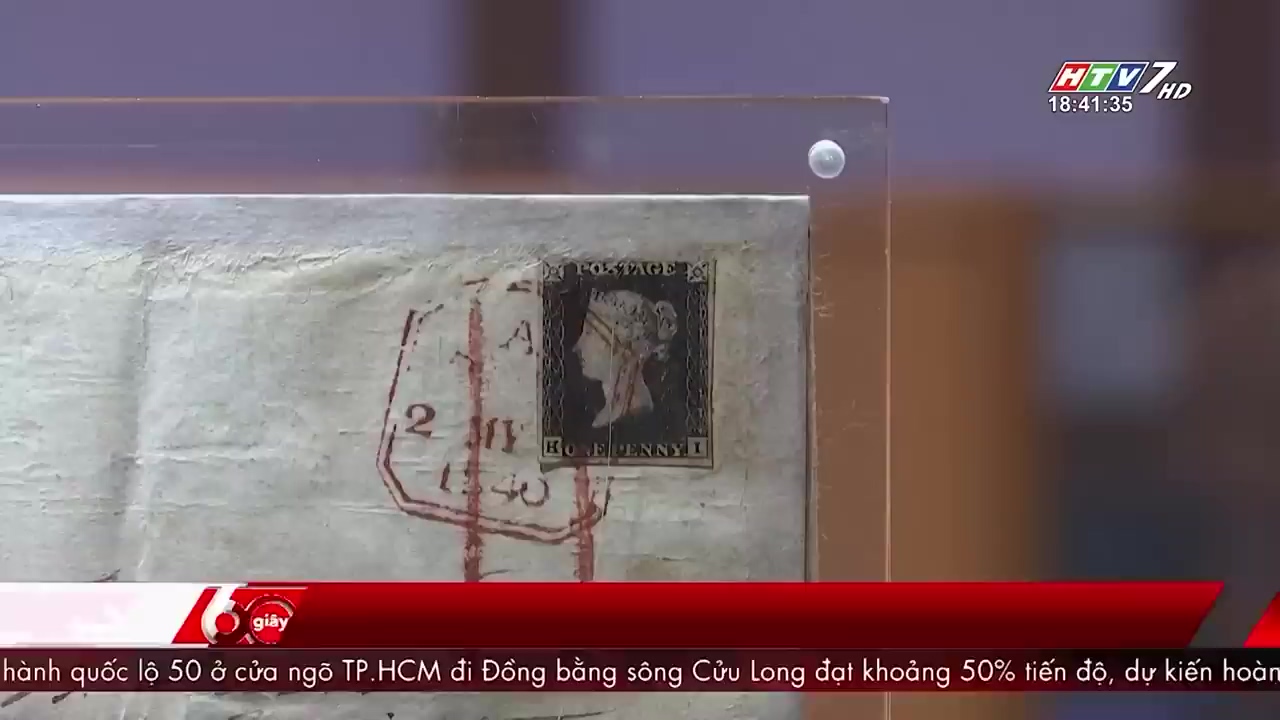 HTV7 HD
18:41:35
POSTAGE
A
2 MY
1840
H ONE PENNY I
60 giây
hành quốc lộ 50 ở cửa ngõ TP.HCM đi Đồng bằng sông Cửu Long đạt khoảng 50% tiến độ, dự kiến hoàn